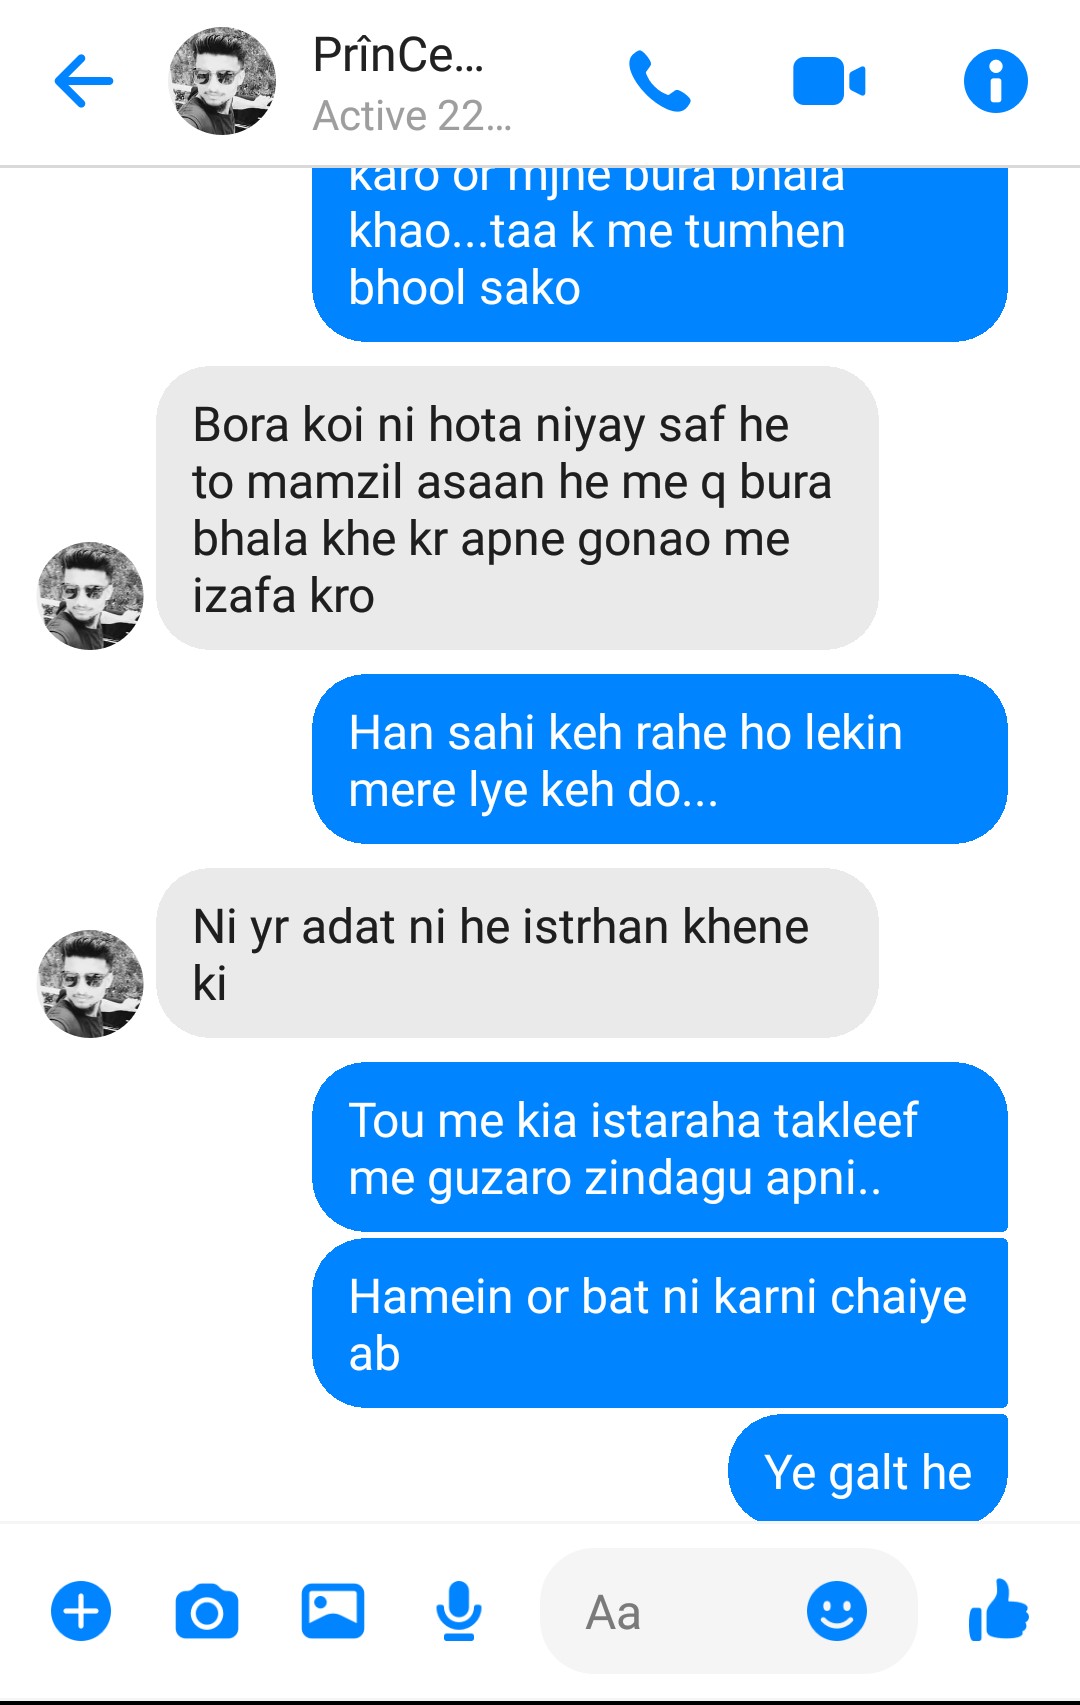 PrînCe...
Active 22...
karo or mjhe bura bhala
khao...taa k me tumhen
bhool sako
Bora koi ni hota niyay saf he
to mamzil asaan he me q bura
bhala khe kr apne gonao me
izafa kro
Han sahi keh rahe ho lekin
mere lye keh do...
Ni yr adat ni he istrhan khene
ki
Tou me kia istaraha takleef
me guzaro zindagu apni..
Hamein or bat ni karni chaiye
ab
Ye galt he
Aa